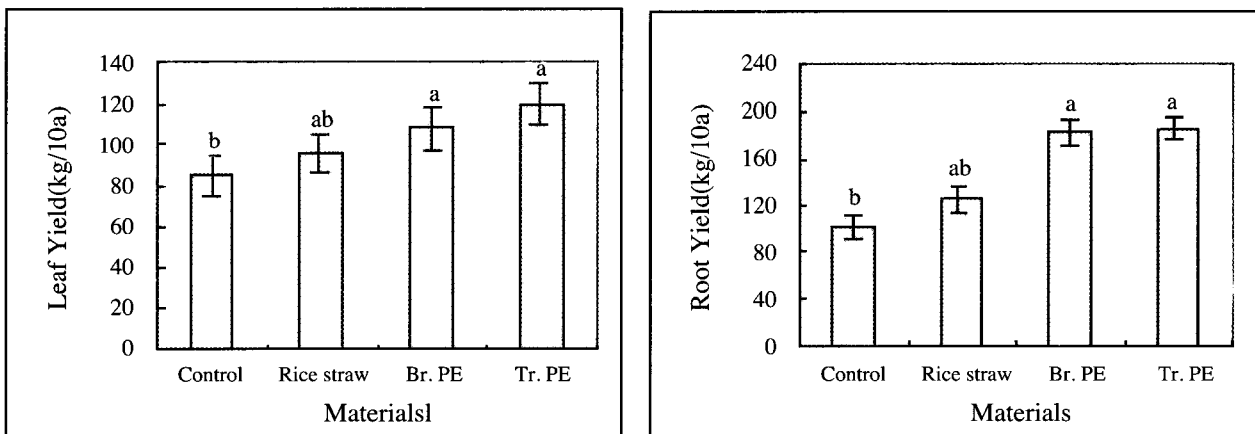 140
120
100
80
60
40
20
0
Leaf Yield(kg/10a)
b
ab
a
a
Control Rice straw Br. PE Tr. PE
Materialsl
240
200
160
120
80
40
0
Root Yield(kg/10a)
b
ab
a
a
Control Rice straw Br. PE Tr. PE
Materials